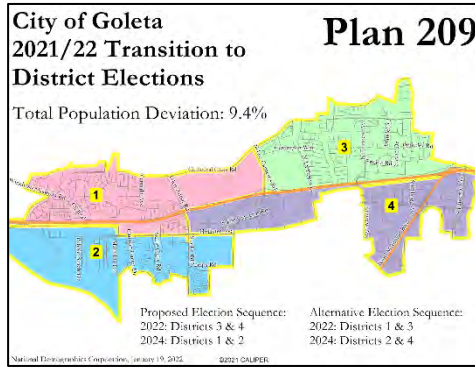 City of Goleta
2021/22 Transition to
District Elections
Plan 209
Total Population Deviation: 9.4%
3
1
4
2
Proposed Election Sequence:
2022: Districts 3 & 4
2024: Districts 1 & 2
Alternative Election Sequence:
2022: Districts 1 & 3
2024: Districts 2 & 4
National Demographics Corporation, January 19, 2022
©2021 CALIPER